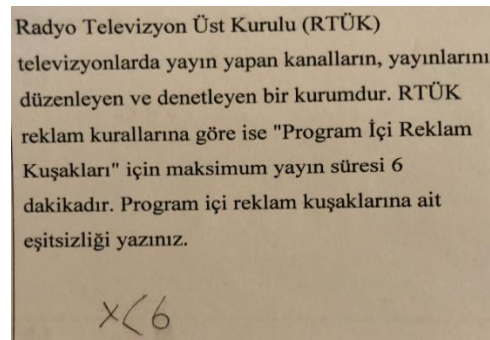 Radyo Televizyon Üst Kurulu (RTÜK)
televizyonlarda yayın yapan kanalların, yayınlarını
düzenleyen ve denetleyen bir kurumdur. RTÜK
reklam kurallarına göre ise "Program İçi Reklam
Kuşakları" için maksimum yayın süresi 6
dakikadır. Program içi reklam kuşaklarına ait
eşitsizliği yazınız.
x<6